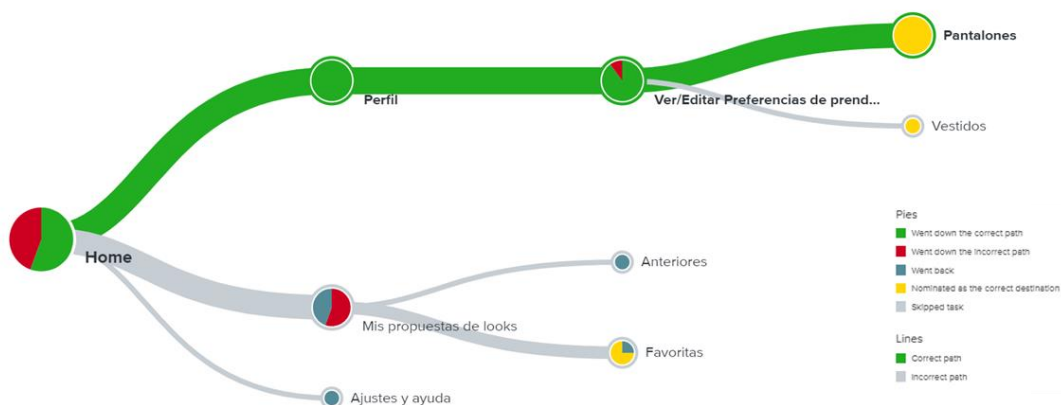 Pantalones
Perfil
Ver/Editar Preferencias de prend...
Vestidos
Home
Anteriores
Mis propuestas de looks
Favoritas
Ajustes y ayuda
Pies
Went down the correct path
Went down the incorrect path
Went back
Nominated as the correct destination
Skipped task
Lines
Correct path
Incorrect path